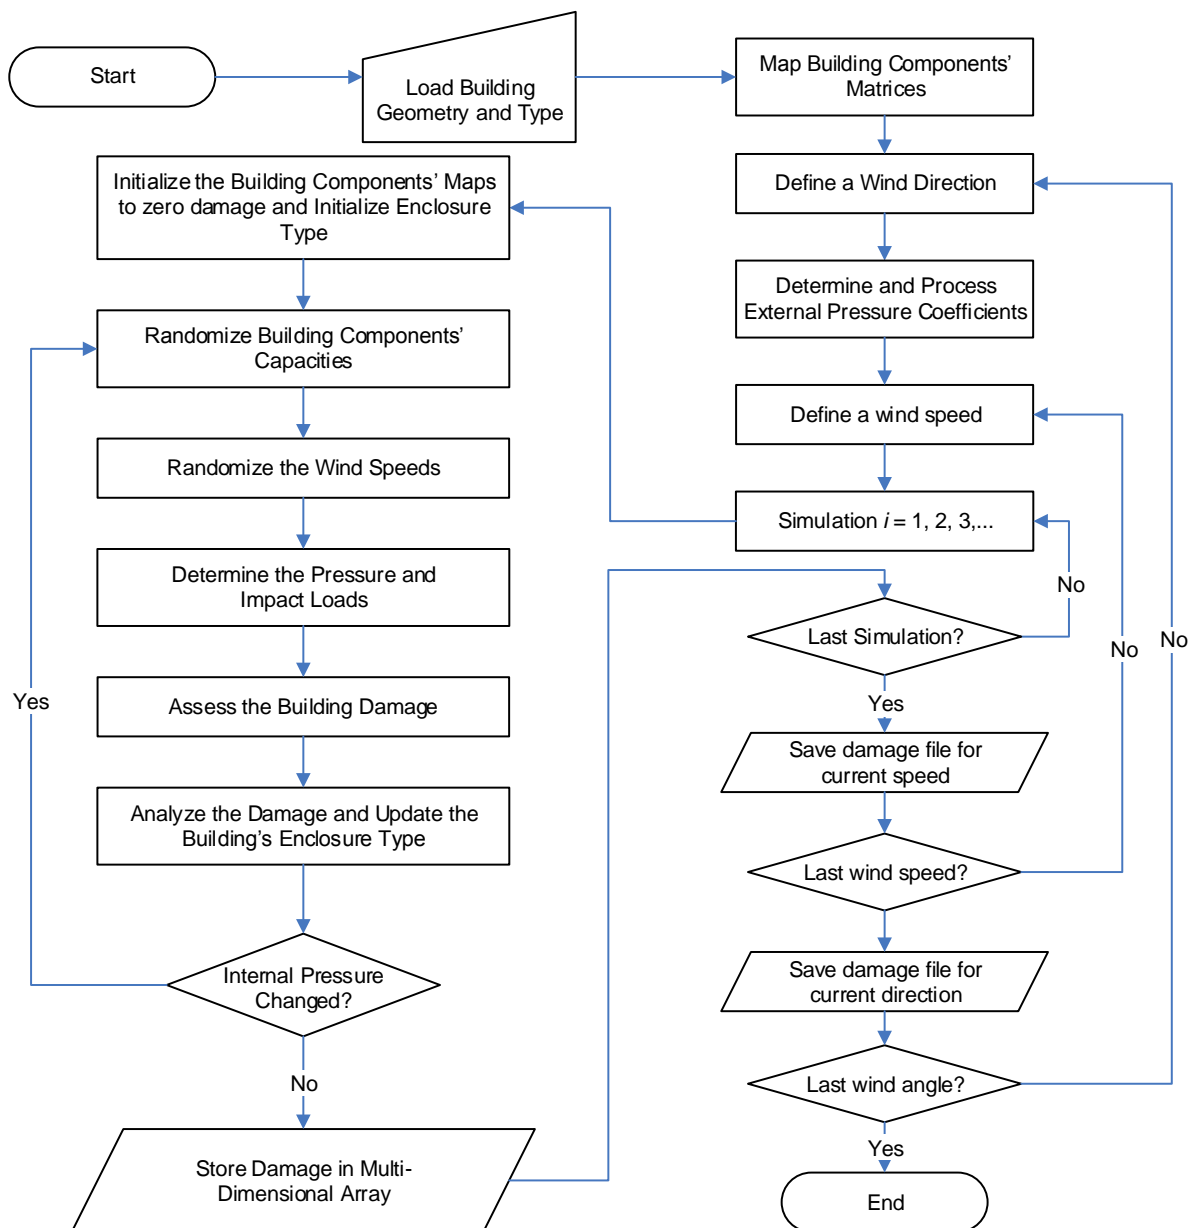 Start
Load Building
Geometry and Type
Map Building Components’
Matrices
Define a Wind Direction
Determine and Process
External Pressure Coefficients
Define a wind speed
Simulation i = 1, 2, 3,...
Initialize the Building Components’ Maps
to zero damage and Initialize Enclosure
Type
Randomize Building Components’
Capacities
Randomize the Wind Speeds
Determine the Pressure and
Impact Loads
Assess the Building Damage
Analyze the Damage and Update the
Building’s Enclosure Type
Internal Pressure
Changed?
Yes
No
Store Damage in Multi-
Dimensional Array
Last Simulation?
No
Yes
Save damage file for
current speed
Last wind speed?
No
Save damage file for
current direction
Last wind angle?
No
Yes
End